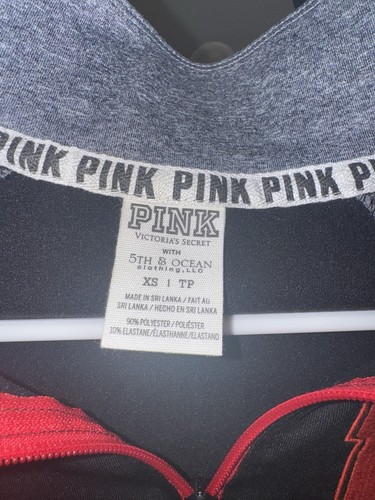 PINK PINK PINK PINK P
PINK
VICTORIA'S SECRET
WITH
5TH & OCEAN
clothing, LLC
XS | TP
MADE IN SRI LANKA / FAIT AU
SRI LANKA / HECHO EN SRI LANKA
90% POLYESTER / POLIÉSTER
10% ELASTANE/ÉLASTHANNE/ELASTANO